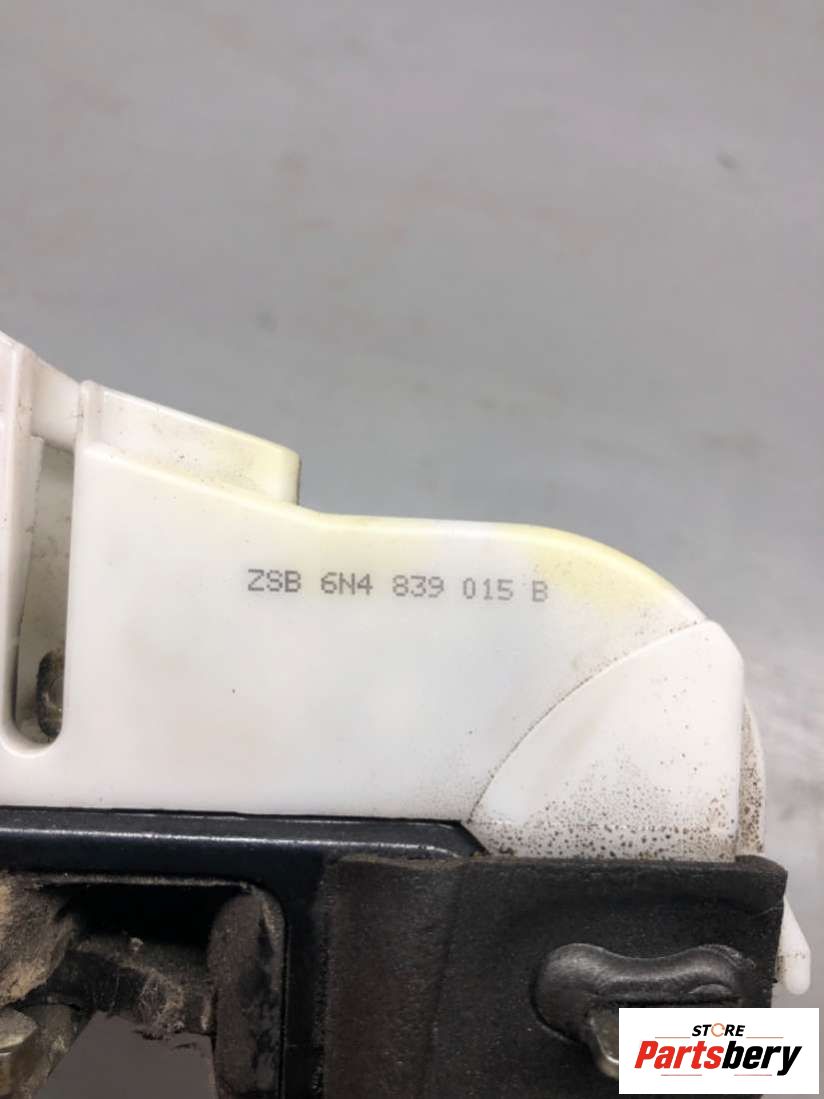 ZSB 6N4 839 015 B
STORE
Partsbery